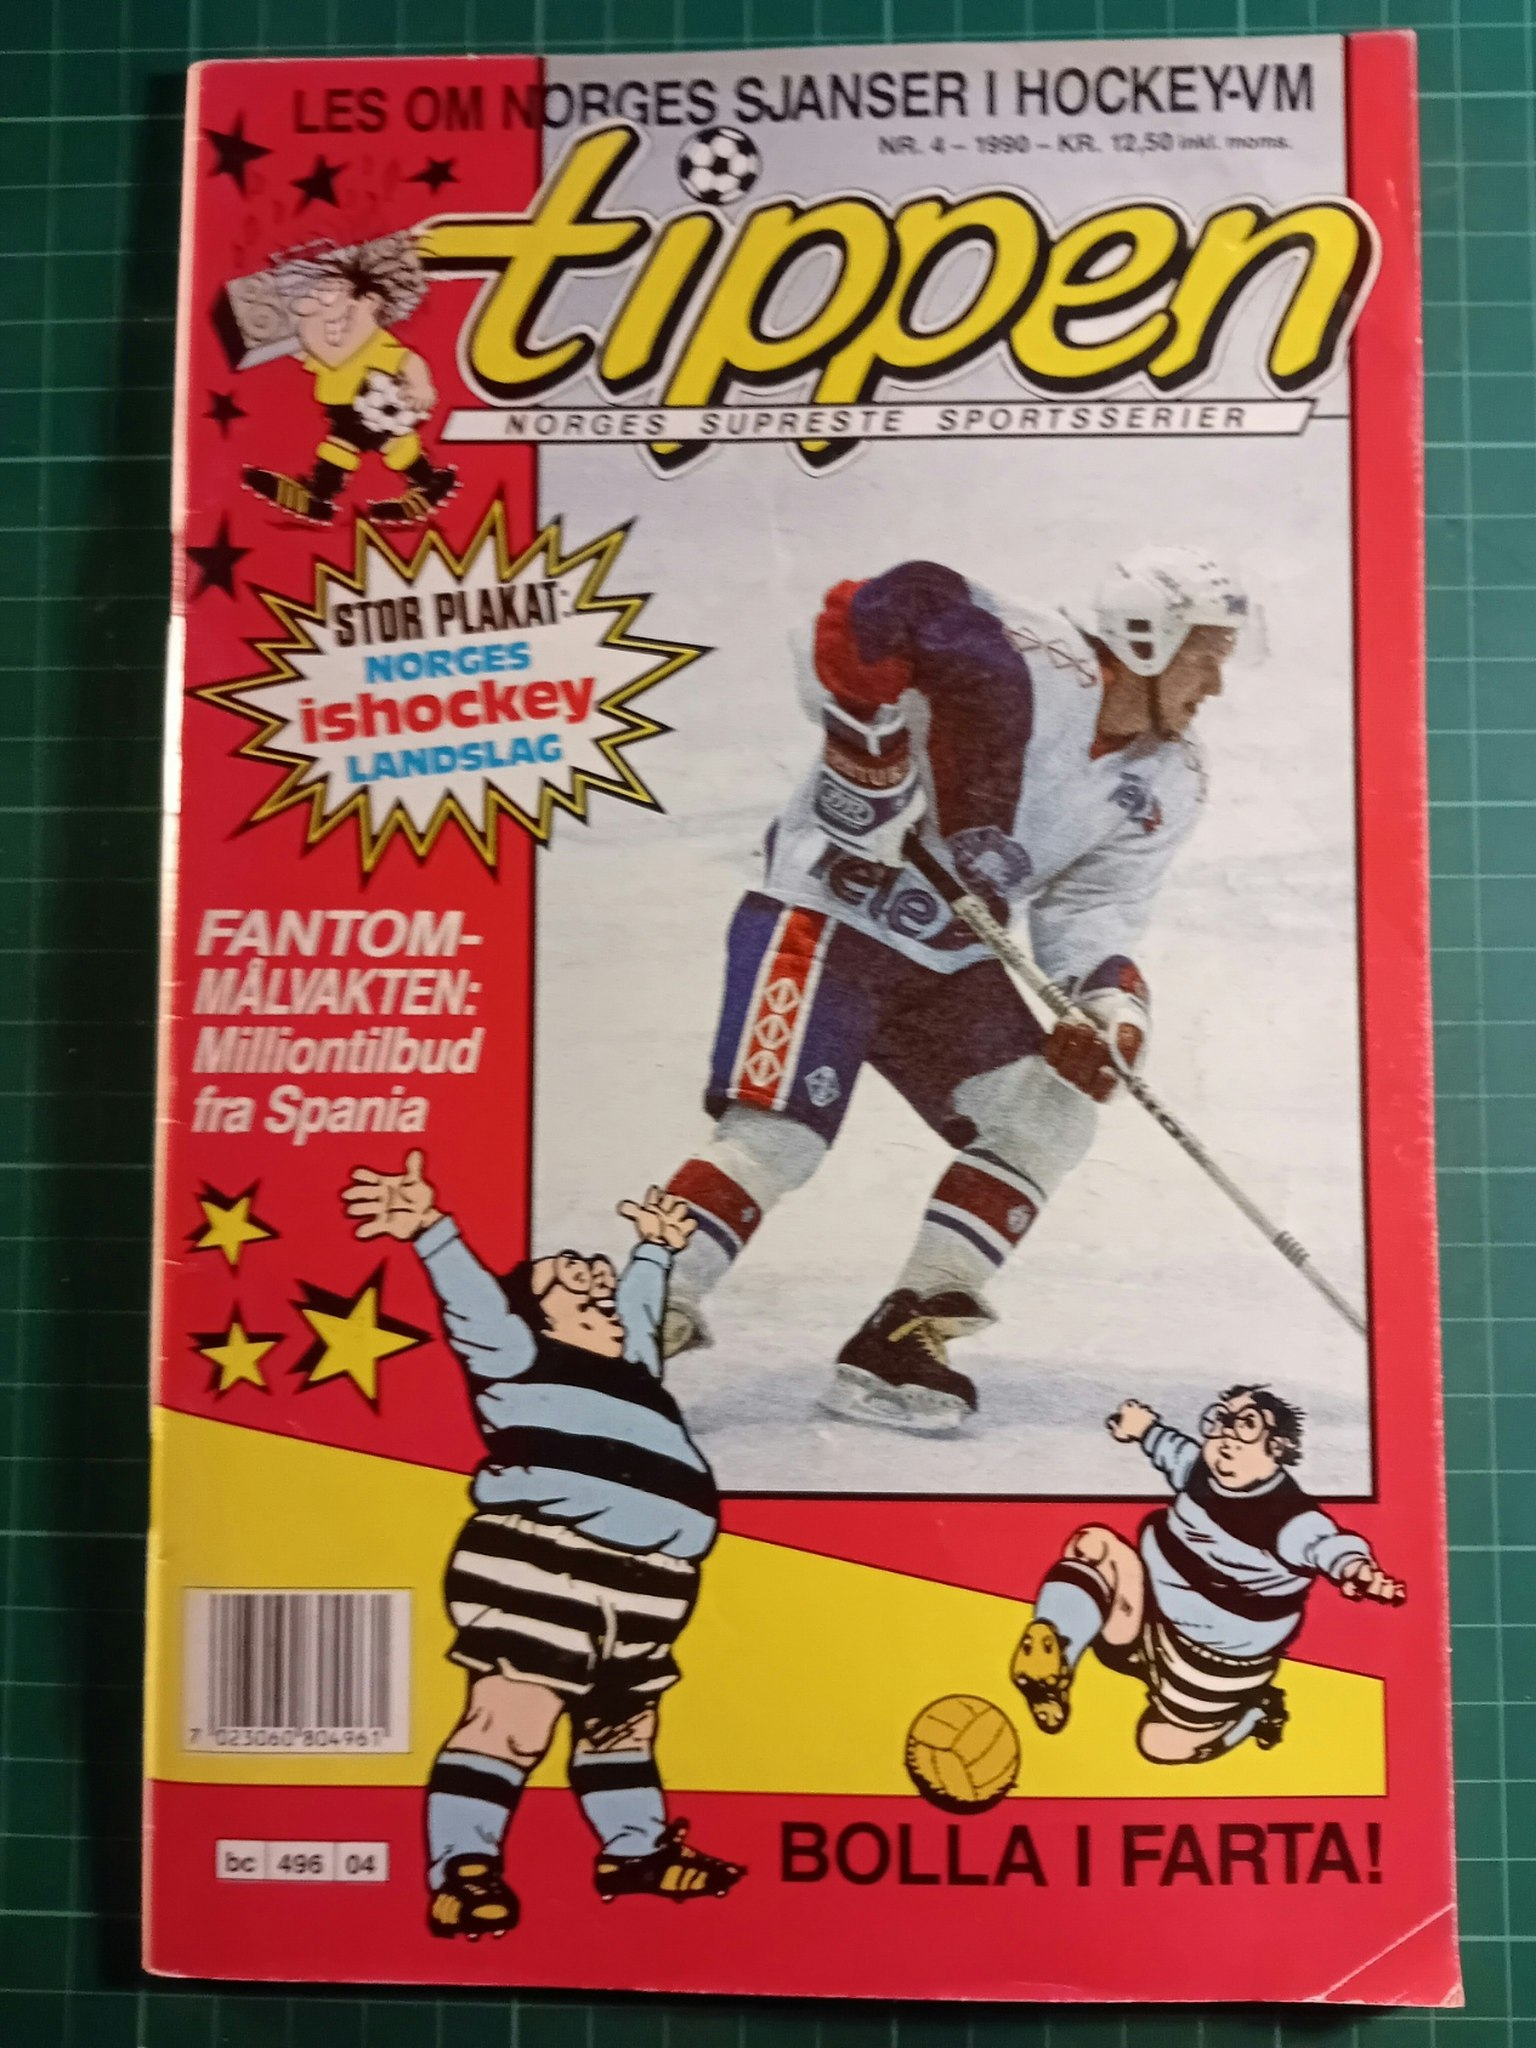 LES OM NORGES SJANSER I HOCKEY-VM
NR. 4 – 1990 – KR. 12,50 inkl. moms.
tippen
NORGES SUPRESTE SPORTSSERIER
STOR PLAKAT:
NORGES
ishockey
LANDSLAG
FANTOM-
MÅLVAKTEN:
Milliontilbud
fra Spania
Tele
7 023060 804961
bc 496 04
BOLLA I FARTA!